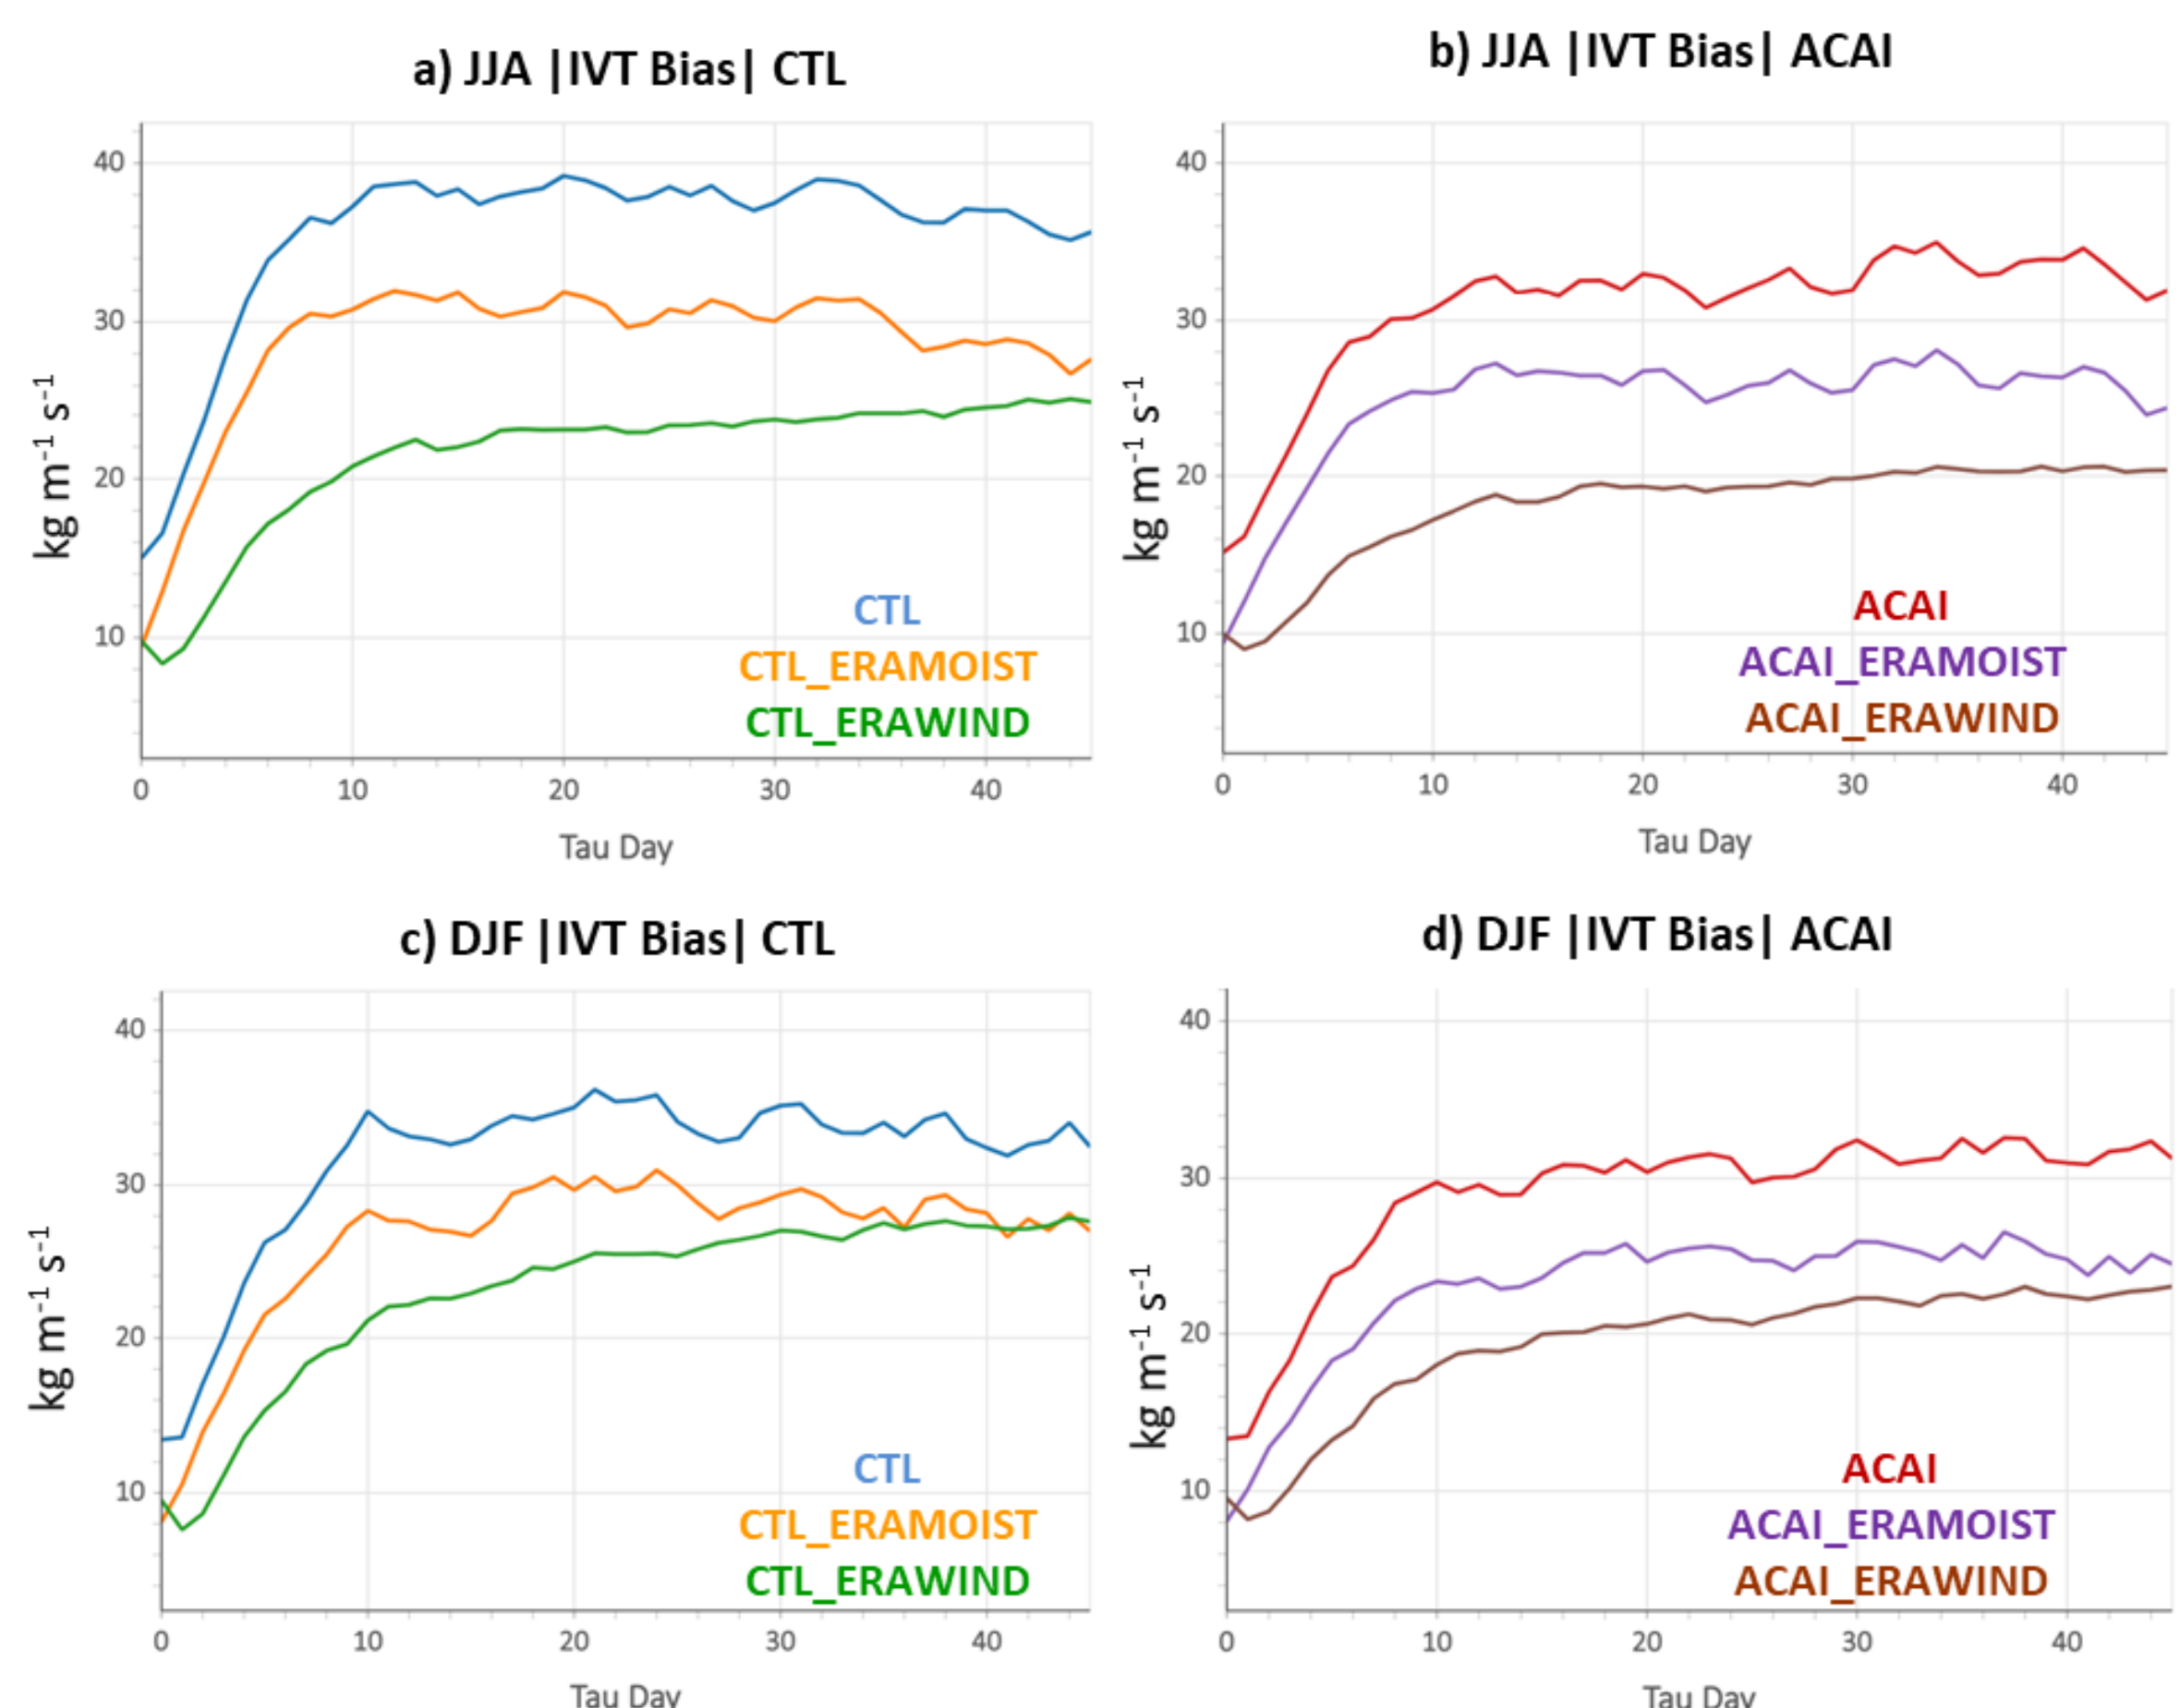 a) JJA |IVT Bias| CTL
40
30
20
10
kg m⁻¹ s⁻¹
CTL
CTL_ERAMOIST
CTL_ERAWIND
0 10 20 30 40
Tau Day
b) JJA |IVT Bias| ACAI
40
30
20
10
kg m⁻¹ s⁻¹
ACAI
ACAI_ERAMOIST
ACAI_ERAWIND
0 10 20 30 40
Tau Day
c) DJF |IVT Bias| CTL
40
30
20
10
kg m⁻¹ s⁻¹
CTL
CTL_ERAMOIST
CTL_ERAWIND
0 10 20 30 40
Tau Day
d) DJF |IVT Bias| ACAI
40
30
20
10
kg m⁻¹ s⁻¹
ACAI
ACAI_ERAMOIST
ACAI_ERAWIND
0 10 20 30 40
Tau Day